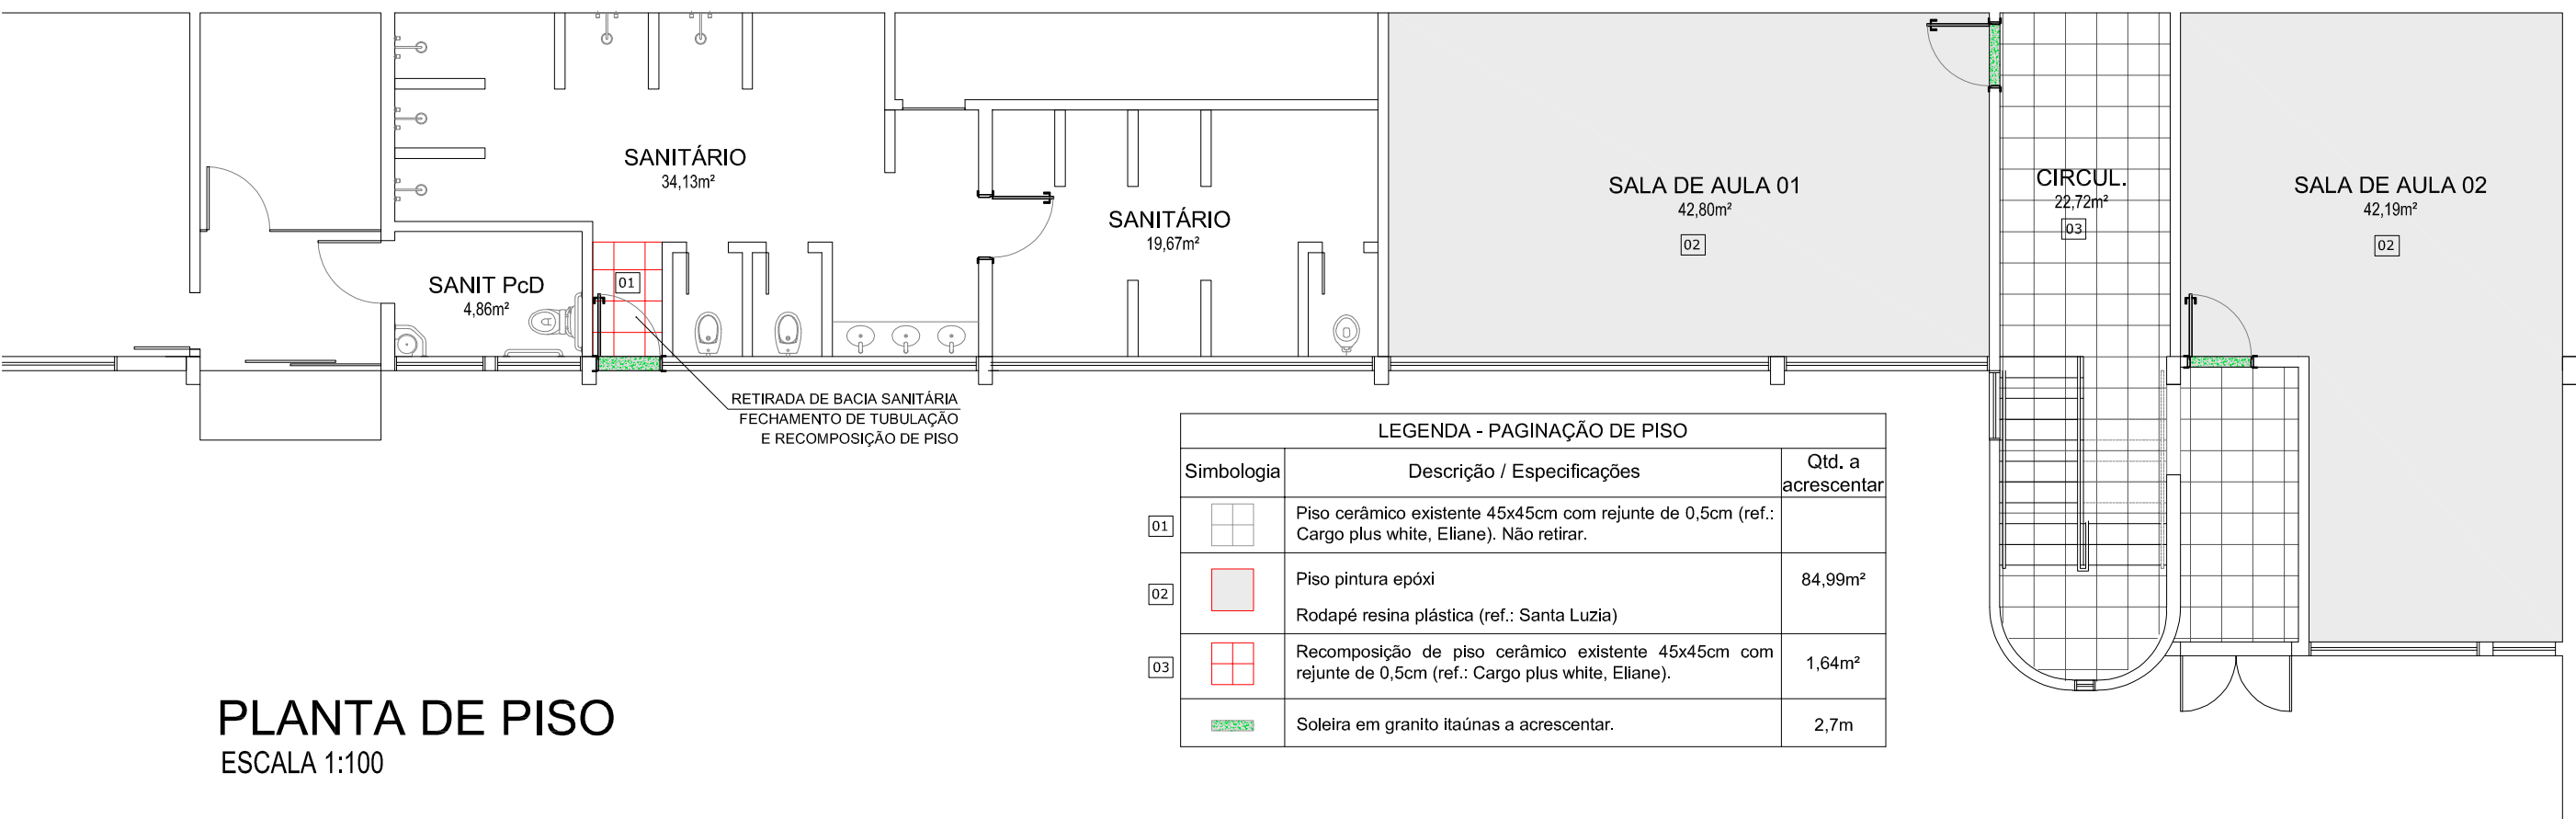 SANITÁRIO
34,13m²
SANITÁRIO
19,67m²
SANIT PcD
4,86m²
01
SALA DE AULA 01
42,80m²
02
CIRCUL.
22,72m²
03
SALA DE AULA 02
42,19m²
02
RETIRADA DE BACIA SANITÁRIA
FECHAMENTO DE TUBULAÇÃO
E RECOMPOSIÇÃO DE PISO
LEGENDA - PAGINAÇÃO DE PISO
Simbologia
Descrição / Especificações
Qtd. a
acrescentar
01
Piso cerâmico existente 45x45cm com rejunte de 0,5cm (ref.:
Cargo plus white, Eliane). Não retirar.
02
Piso pintura epóxi
84,99m²
Rodapé resina plástica (ref.: Santa Luzia)
03
Recomposição de piso cerâmico existente 45x45cm com
rejunte de 0,5cm (ref.: Cargo plus white, Eliane).
1,64m²
Soleira em granito itaúnas a acrescentar.
2,7m
PLANTA DE PISO
ESCALA 1:100